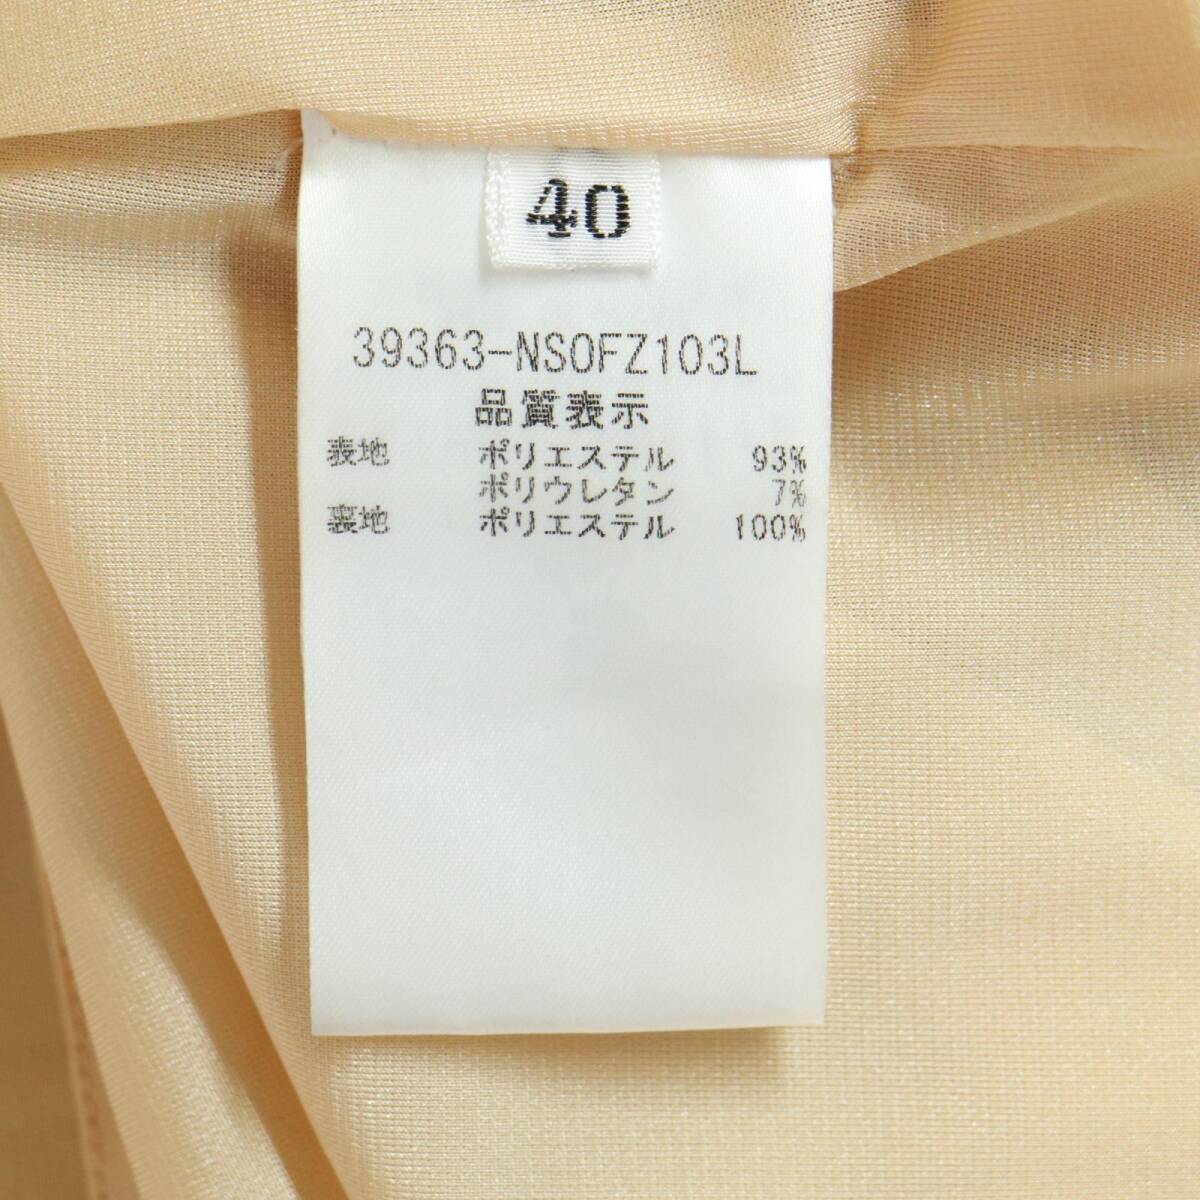 40
39363-NSOFZ103L
品質表示
表地 ポリエステル 93%
ポリウレタン 7%
裏地 ポリエステル 100%